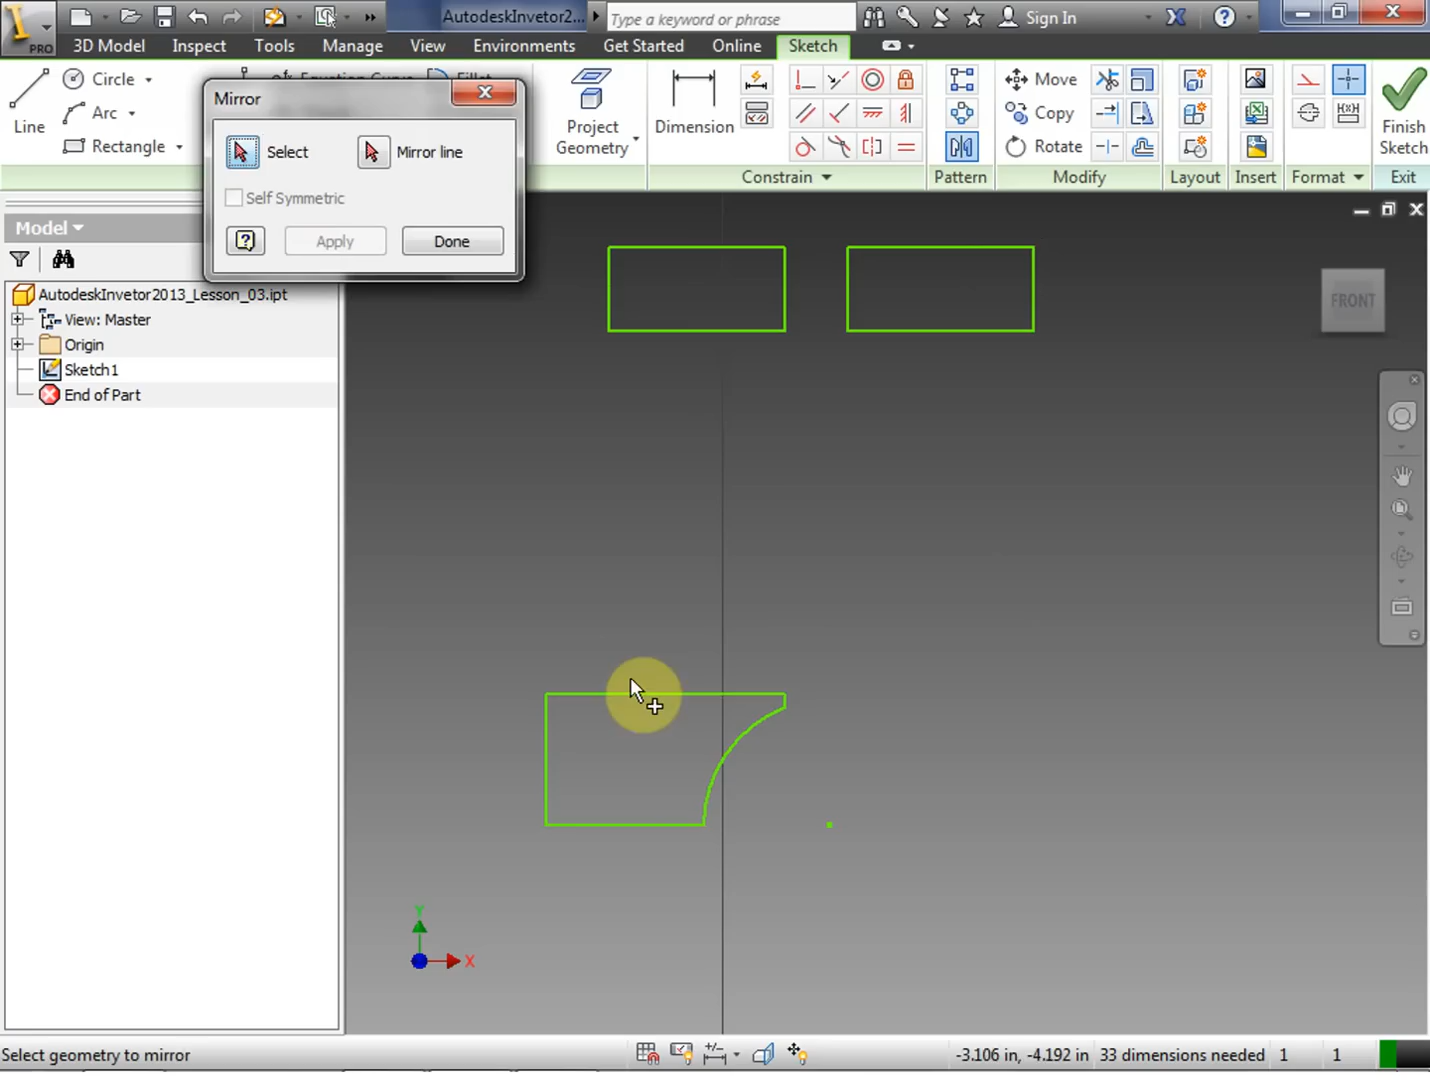 AutodeskInvetor2...
Type a keyword or phrase
Sign In
PRO
3D Model
Inspect
Tools
Manage
View
Environments
Get Started
Online
Sketch
Line
Circle
Arc
Rectangle
Project
Geometry
Dimension
Constrain
Pattern
Move
Copy
Rotate
Modify
Layout
Insert
Format
Finish
Sketch
Exit
Mirror
Select
Mirror line
Self Symmetric
Apply
Done
Model
AutodeskInvetor2013_Lesson_03.ipt
View: Master
Origin
Sketch1
End of Part
FRONT
Y
X
Select geometry to mirror
-3.106 in, -4.192 in
33 dimensions needed
1
1